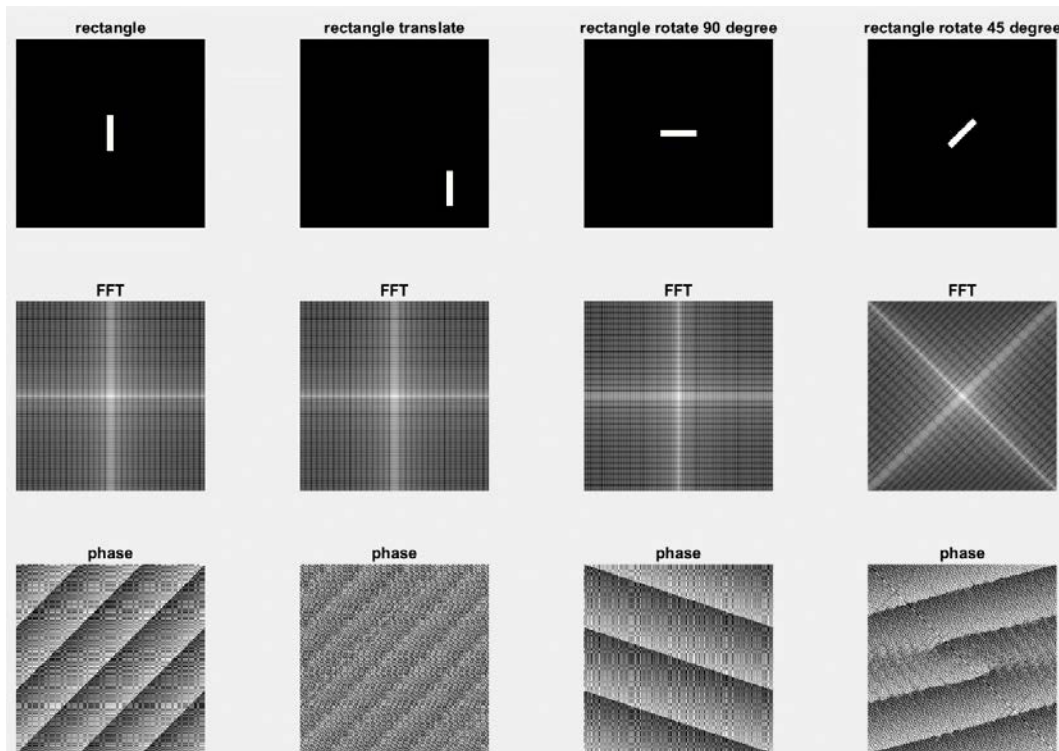 rectangle
rectangle translate
rectangle rotate 90 degree
rectangle rotate 45 degree
FFT
FFT
FFT
FFT
phase
phase
phase
phase